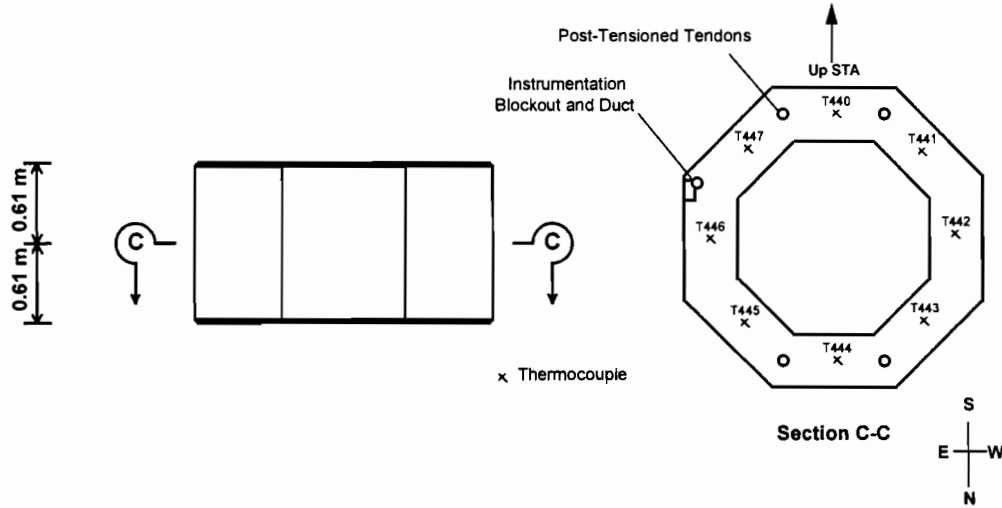 Post-Tensioned Tendons
Instrumentation
Blockout and Duct
Up STA
T440
T447
T441
T446
T442
T445
T443
T444
0.61 m
0.61 m
C
C
× Thermocouple
Section C-C
S
E
W
N